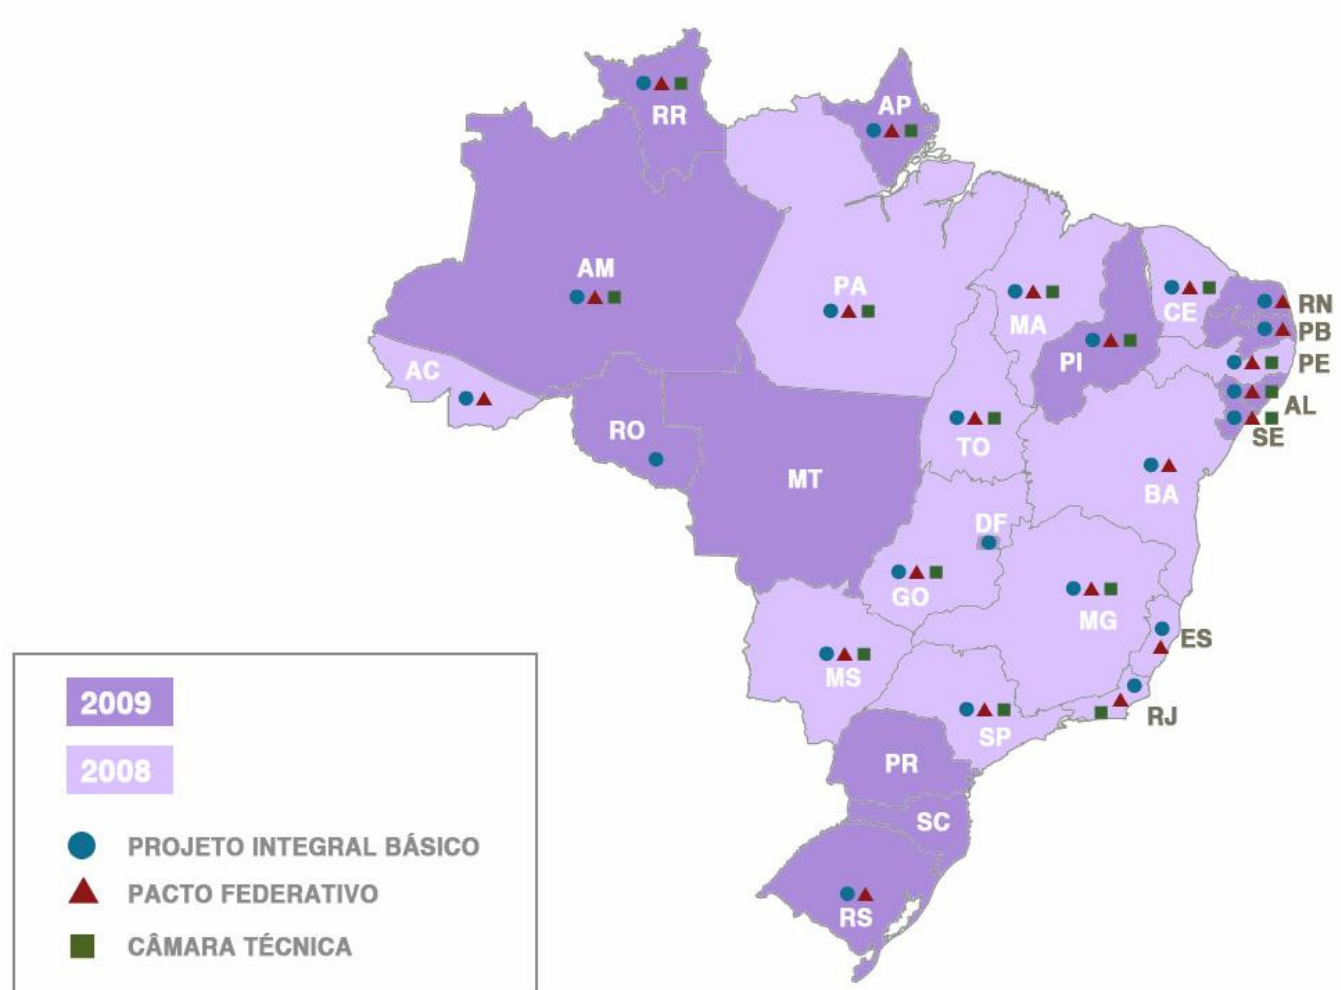 RR
AP
AM
PA
MA
CE
RN
PB
PI
PE
AC
AL
SE
RO
TO
MT
BA
DF
GO
MG
ES
MS
RJ
SP
PR
SC
RS
2009
2008
PROJETO INTEGRAL BÁSICO
PACTO FEDERATIVO
CÂMARA TÉCNICA